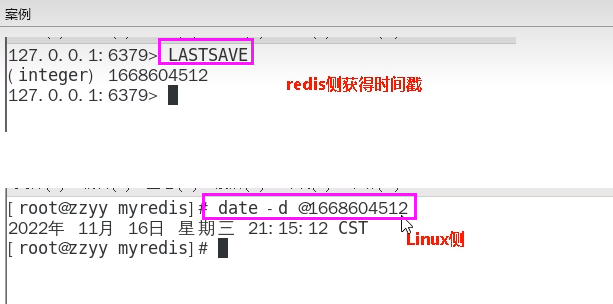 案例
127.0.0.1:6379> LASTSAVE
(integer) 1668604512
127.0.0.1:6379>
redis侧获得时间戳
[root@zzyy myredis]# date -d @1668604512
2022年 11月 16日 星期三 21:15:12 CST
Linux侧
[root@zzyy myredis]#